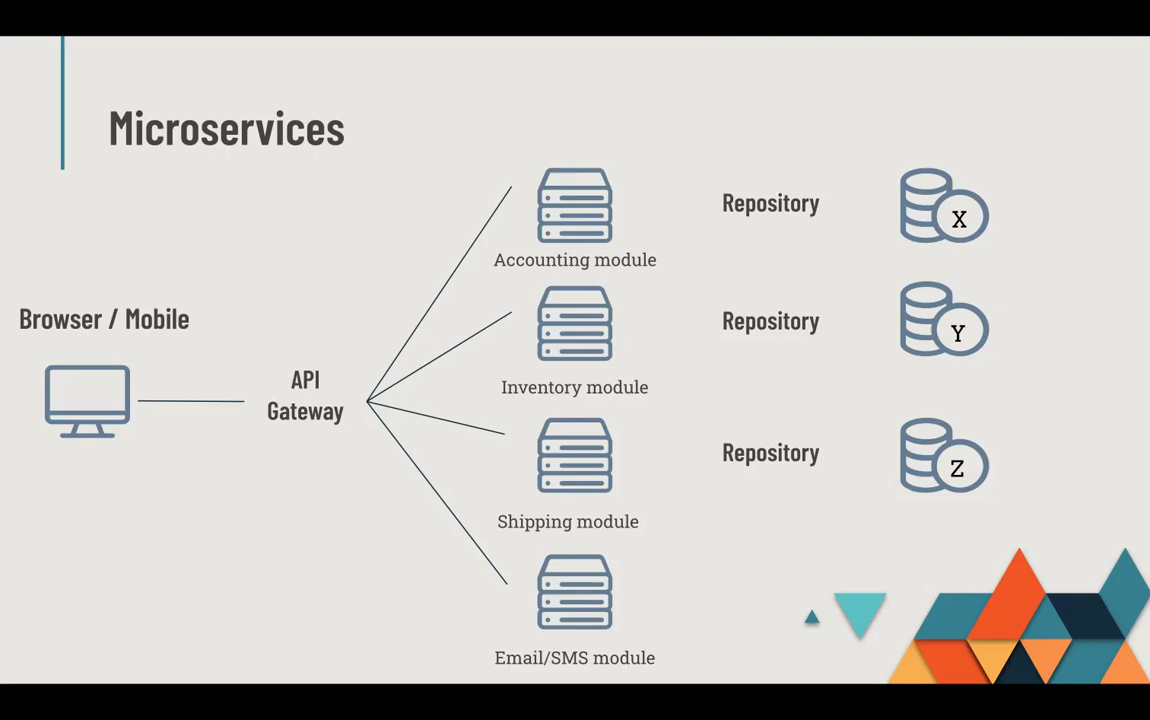 Microservices
Browser / Mobile
API
Gateway
Accounting module
Repository
X
Inventory module
Repository
Y
Shipping module
Repository
Z
Email/SMS module